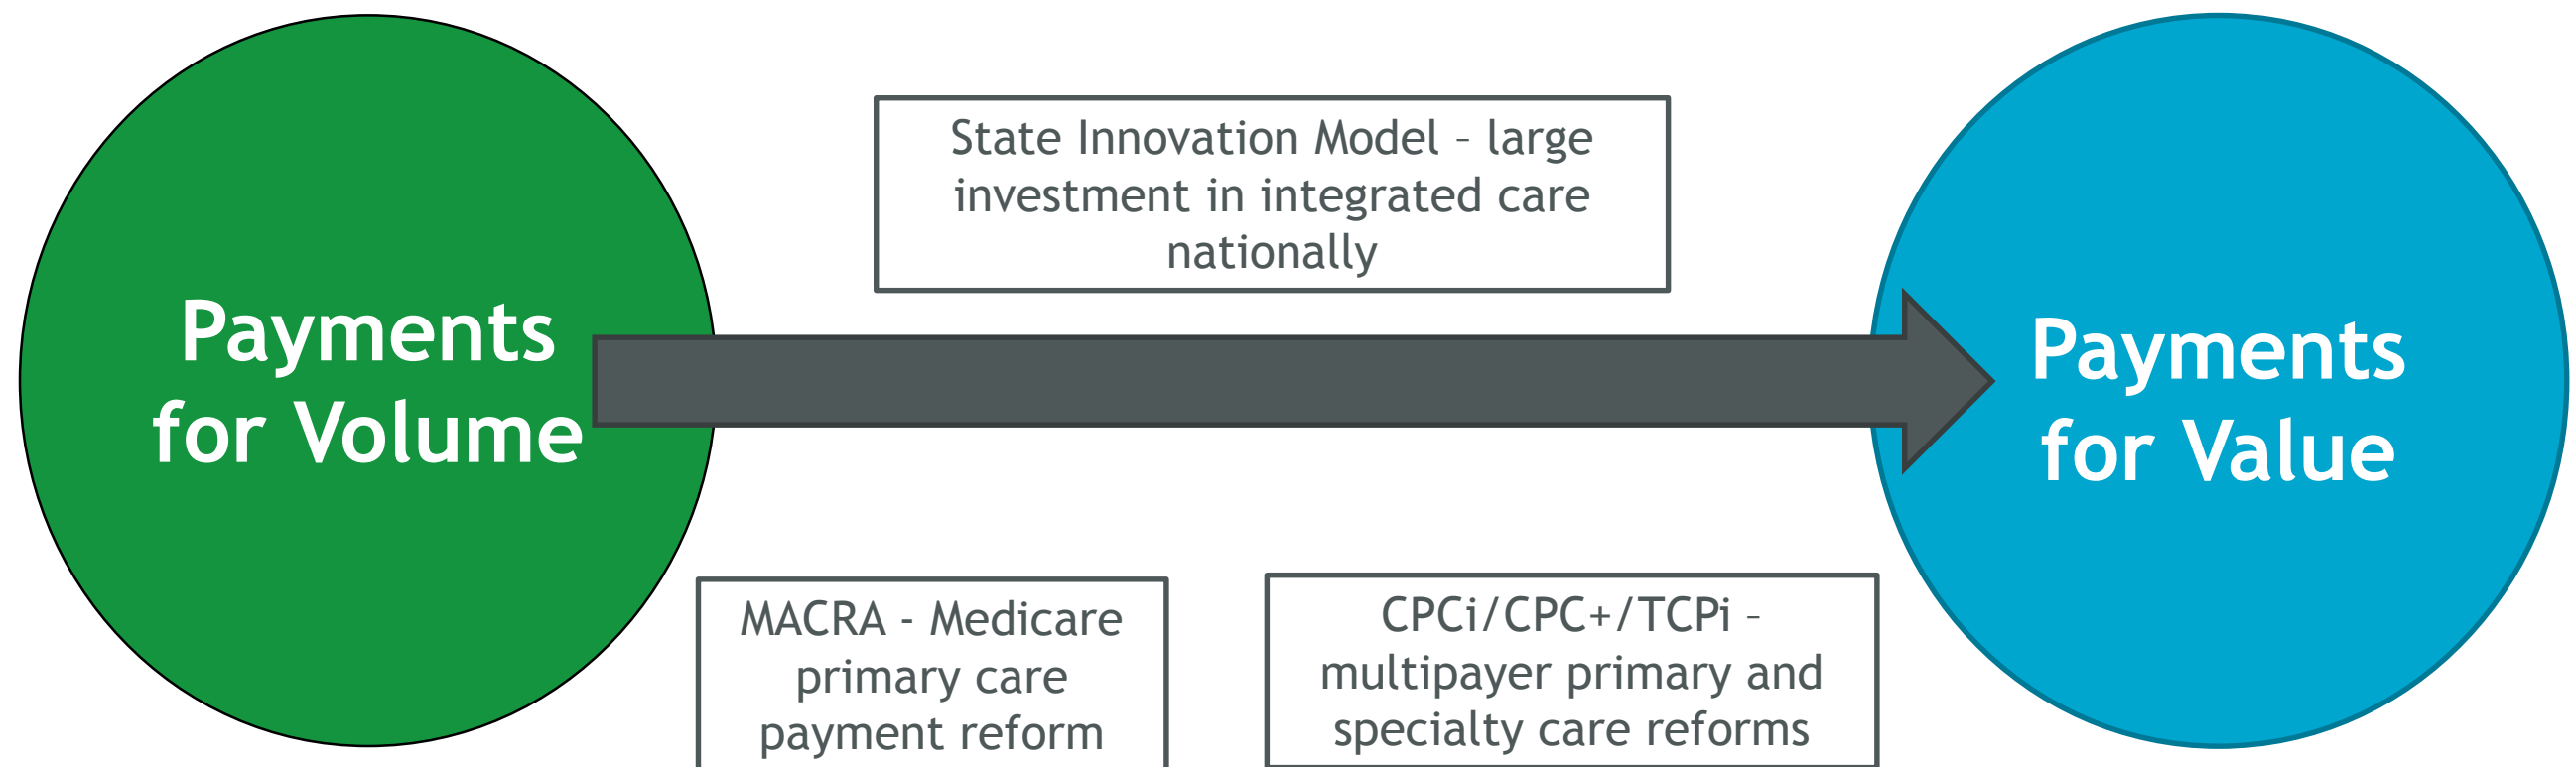 Payments
for Volume
State Innovation Model – large
investment in integrated care
nationally
Payments
for Value
MACRA - Medicare
primary care
payment reform
CPCi/CPC+/TCPi –
multipayer primary and
specialty care reforms